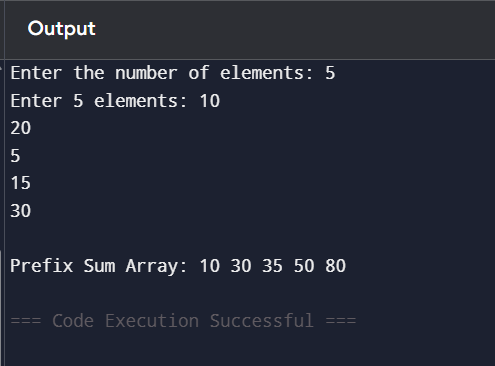 Output
Enter the number of elements: 5
Enter 5 elements: 10
20
5
15
30
Prefix Sum Array: 10 30 35 50 80
=== Code Execution Successful ===